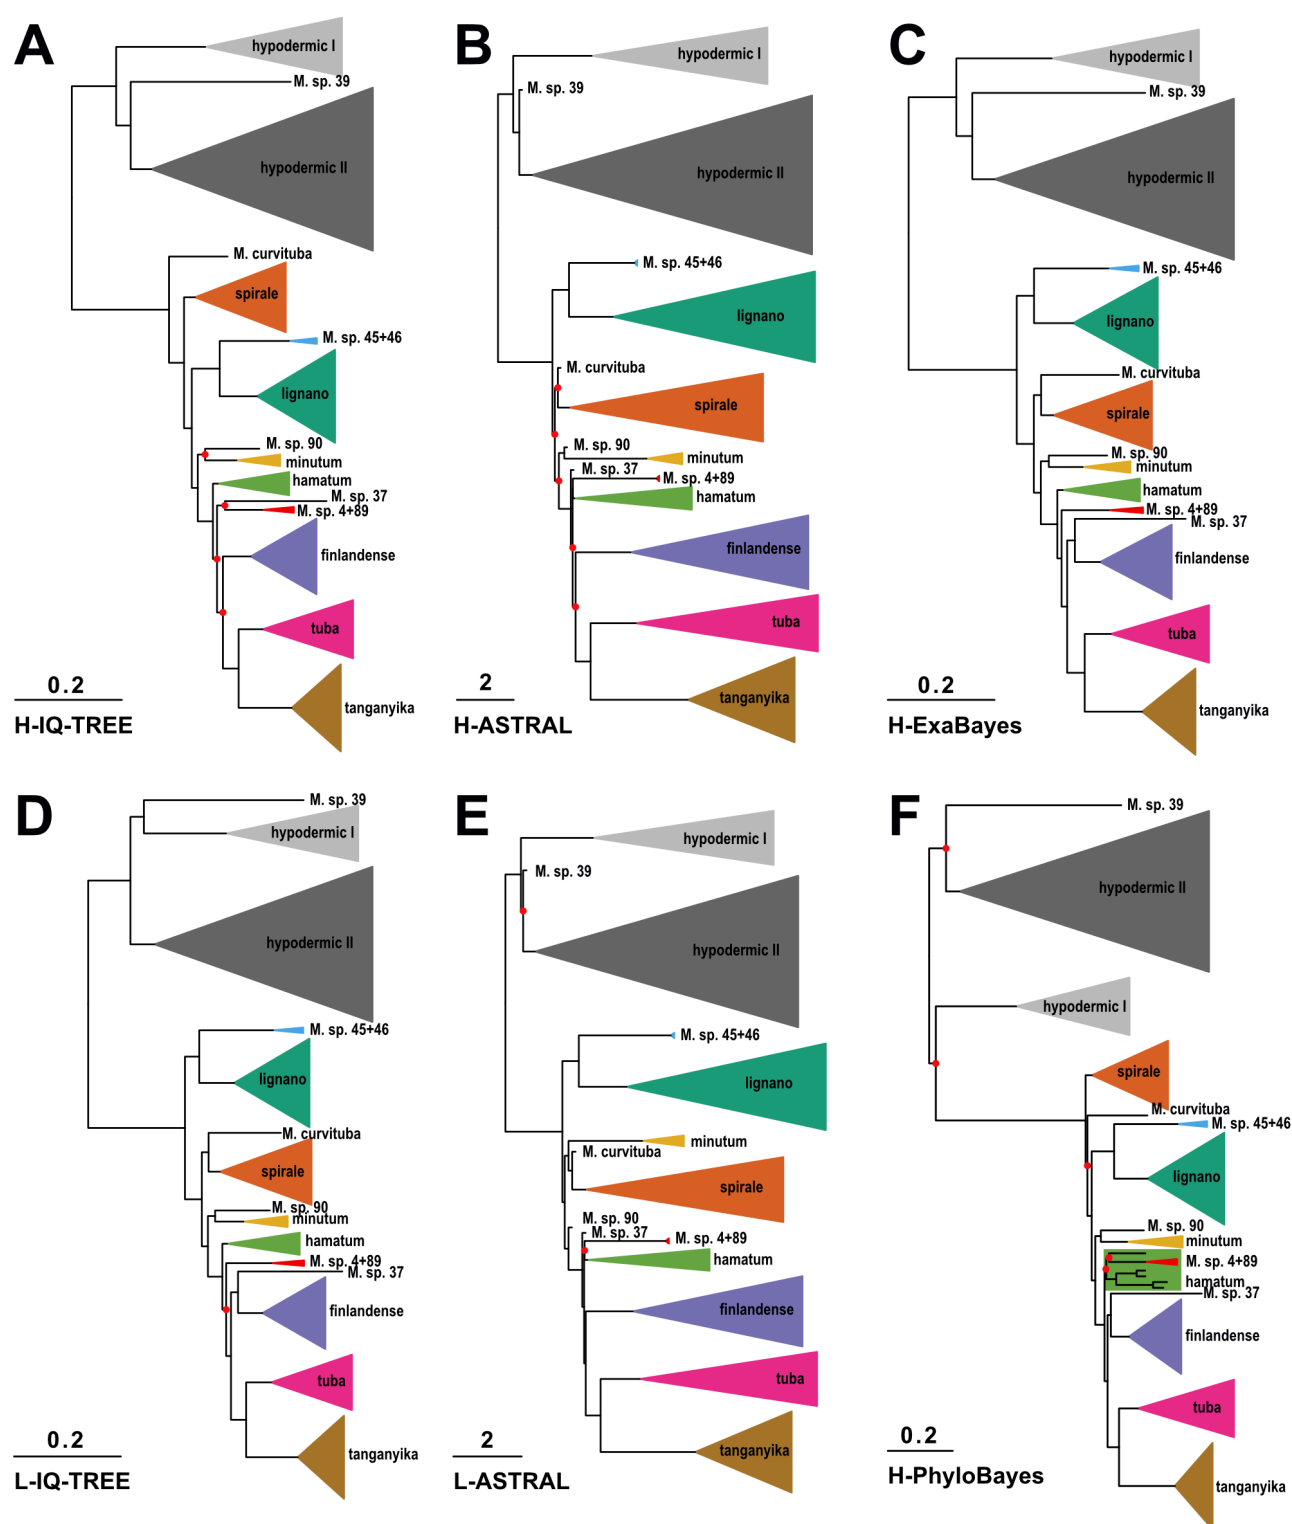 A
hypodermic I
M. sp. 39
hypodermic II
M. curvituba
spirale
M. sp. 45+46
lignano
M. sp. 90
minutum
hamatum
M. sp. 37
M. sp. 4+89
finlandense
tuba
tanganyika
0.2
H-IQ-TREE
B
hypodermic I
M. sp. 39
hypodermic II
M. sp. 45+46
lignano
M. curvituba
spirale
M. sp. 90
minutum
M. sp. 37
M. sp. 4+89
hamatum
finlandense
tuba
tanganyika
2
H-ASTRAL
C
hypodermic I
M. sp. 39
hypodermic II
M. sp. 45+46
lignano
M. curvituba
spirale
M. sp. 90
minutum
hamatum
M. sp. 4+89
M. sp. 37
finlandense
tuba
tanganyika
0.2
H-ExaBayes
D
M. sp. 39
hypodermic I
hypodermic II
M. sp. 45+46
lignano
M. curvituba
spirale
M. sp. 90
minutum
hamatum
M. sp. 4+89
M. sp. 37
finlandense
tuba
tanganyika
0.2
L-IQ-TREE
E
hypodermic I
M. sp. 39
hypodermic II
M. sp. 45+46
lignano
minutum
M. curvituba
spirale
M. sp. 90
M. sp. 37
M. sp. 4+89
hamatum
finlandense
tuba
tanganyika
2
L-ASTRAL
F
M. sp. 39
hypodermic II
hypodermic I
spirale
M. curvituba
M. sp. 45+46
lignano
M. sp. 90
minutum
M. sp. 4+89
hamatum
M. sp. 37
finlandense
tuba
tanganyika
0.2
H-PhyloBayes